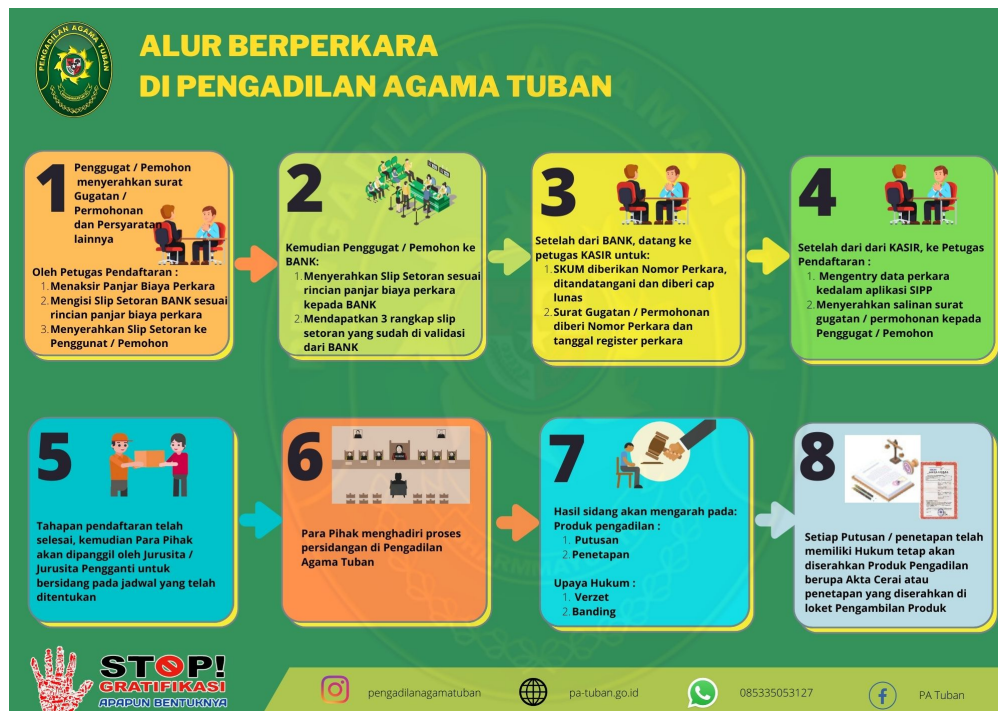 PENGADILAN AGAMA TUBAN
ALUR BERPERKARA
DI PENGADILAN AGAMA TUBAN
1
Penggugat / Pemohon
menyerahkan surat
Gugatan /
Permohonan
dan Persyaratan
lainnya
Oleh Petugas Pendaftaran :
1. Menaksir Panjar Biaya Perkara
2. Mengisi Slip Setoran BANK sesuai
rincian panjar biaya perkara
3. Menyerahkan Slip Setoran ke
Penggunat / Pemohon
2
Kemudian Penggugat / Pemohon ke
BANK:
1. Menyerahkan Slip Setoran sesuai
rincian panjar biaya perkara
kepada BANK
2. Mendapatkan 3 rangkap slip
setoran yang sudah di validasi
dari BANK
3
Setelah dari BANK, datang ke
petugas KASIR untuk:
1. SKUM diberikan Nomor Perkara,
ditandatangani dan diberi cap
lunas
2. Surat Gugatan / Permohonan
diberi Nomor Perkara dan
tanggal register perkara
4
Setelah dari dari KASIR, ke Petugas
Pendaftaran :
1. Mengentry data perkara
kedalam aplikasi SIPP
2. Menyerahkan salinan surat
gugatan / permohonan kepada
Penggugat / Pemohon
5
Tahapan pendaftaran telah
selesai, kemudian Para Pihak
akan dipanggil oleh Jurusita /
Jurusita Pengganti untuk
bersidang pada jadwal yang telah
ditentukan
6
Para Pihak menghadiri proses
persidangan di Pengadilan
Agama Tuban
7
Hasil sidang akan mengarah pada:
Produk pengadilan :
1. Putusan
2. Penetapan
Upaya Hukum :
1. Verzet
2. Banding
8
Setiap Putusan / penetapan telah
memiliki Hukum tetap akan
diserahkan Produk Pengadilan
berupa Akta Cerai atau
penetapan yang diserahkan di
loket Pengambilan Produk
STOP!
GRATIFIKASI
APAPUN BENTUKNYA
pengadilanagamatuban
pa-tuban.go.id
085335053127
PA Tuban